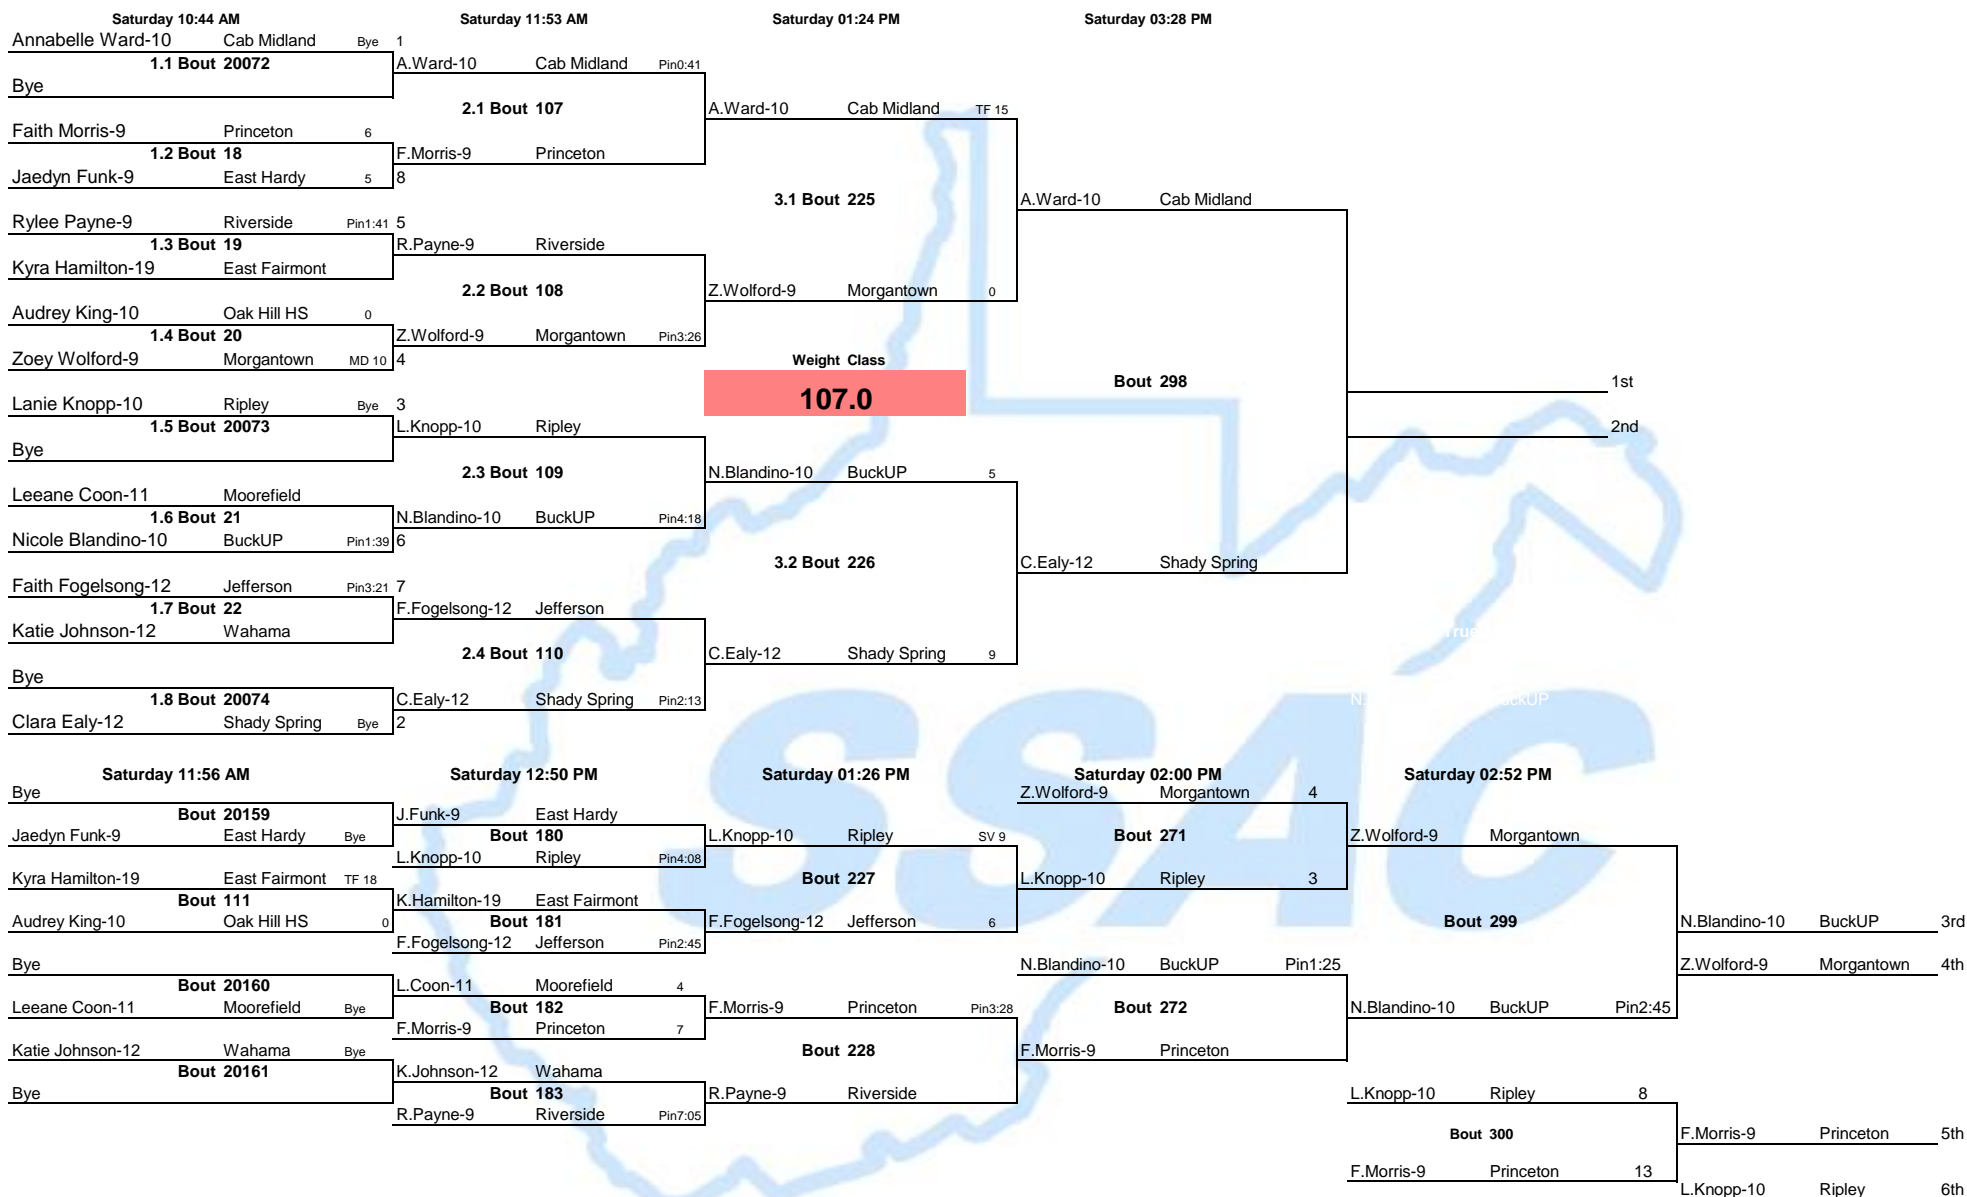 Saturday 10:44 AM Saturday 11:53 AM Saturday 01:24 PM Saturday 03:28 PM
Annabelle Ward-10 Cab Midland Bye 1
1.1 Bout 20072 A.Ward-10 Cab Midland Pin0:41
Bye
2.1 Bout 107 A.Ward-10 Cab Midland TF 15
Faith Morris-9 Princeton 6
1.2 Bout 18 F.Morris-9 Princeton
Jaedyn Funk-9 East Hardy 5 8
3.1 Bout 225 A.Ward-10 Cab Midland
Rylee Payne-9 Riverside Pin1:41 5
1.3 Bout 19 R.Payne-9 Riverside
Kyra Hamilton-19 East Fairmont
2.2 Bout 108 Z.Wolford-9 Morgantown 0
Audrey King-10 Oak Hill HS 0
1.4 Bout 20 Z.Wolford-9 Morgantown Pin3:26
Zoey Wolford-9 Morgantown MD 10 4 Weight Class
Bout 298 1st
Lanie Knopp-10 Ripley Bye 3 107.0
1.5 Bout 20073 L.Knopp-10 Ripley 2nd
Bye
2.3 Bout 109 N.Blandino-10 BuckUP 5
Leeane Coon-11 Moorefield
1.6 Bout 21 N.Blandino-10 BuckUP Pin4:18
Nicole Blandino-10 BuckUP Pin1:39 6
3.2 Bout 226 C.Ealy-12 Shady Spring
Faith Fogelsong-12 Jefferson Pin3:21 7
1.7 Bout 22 F.Fogelsong-12 Jefferson
Katie Johnson-12 Wahama True
2.4 Bout 110 C.Ealy-12 Shady Spring 9
Bye
1.8 Bout 20074 C.Ealy-12 Shady Spring Pin2:13
Clara Ealy-12 Shady Spring Bye 2
SSAC
Saturday 11:56 AM Saturday 12:50 PM Saturday 01:26 PM Saturday 02:00 PM Saturday 02:52 PM
Bye Z.Wolford-9 Morgantown 4
Bout 20159 J.Funk-9 East Hardy
Jaedyn Funk-9 East Hardy Bye Bout 180 L.Knopp-10 Ripley SV 9 Bout 271 Z.Wolford-9 Morgantown
L.Knopp-10 Ripley Pin4:08
Kyra Hamilton-19 East Fairmont TF 18 Bout 227 L.Knopp-10 Ripley 3
Bout 111 K.Hamilton-19 East Fairmont
Audrey King-10 Oak Hill HS 0 Bout 181 F.Fogelsong-12 Jefferson 6 Bout 299 N.Blandino-10 BuckUP 3rd
F.Fogelsong-12 Jefferson Pin2:45
Bye N.Blandino-10 BuckUP Pin1:25 Z.Wolford-9 Morgantown 4th
Bout 20160 L.Coon-11 Moorefield 4
Leeane Coon-11 Moorefield Bye Bout 182 F.Morris-9 Princeton Pin3:28 Bout 272 N.Blandino-10 BuckUP Pin2:45
F.Morris-9 Princeton 7
Katie Johnson-12 Wahama Bye Bout 228 F.Morris-9 Princeton
Bout 20161 K.Johnson-12 Wahama
Bye Bout 183 R.Payne-9 Riverside L.Knopp-10 Ripley 8
R.Payne-9 Riverside Pin7:05
Bout 300 F.Morris-9 Princeton 5th
F.Morris-9 Princeton 13
L.Knopp-10 Ripley 6th